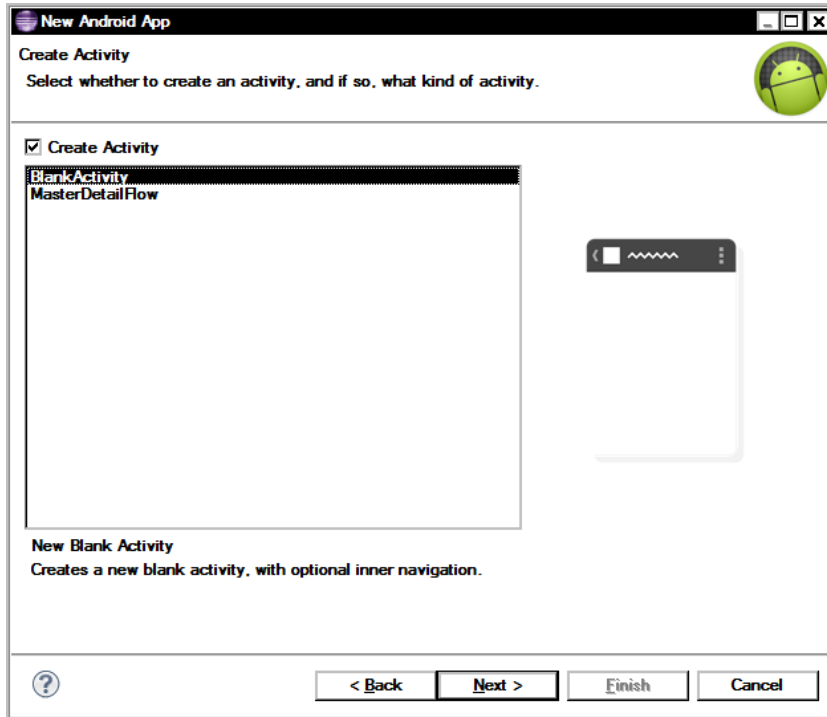 New Android App
Create Activity
Select whether to create an activity, and if so, what kind of activity.
Create Activity
BlankActivity
MasterDetailFlow
New Blank Activity
Creates a new blank activity, with optional inner navigation.
?
< Back
Next >
Finish
Cancel